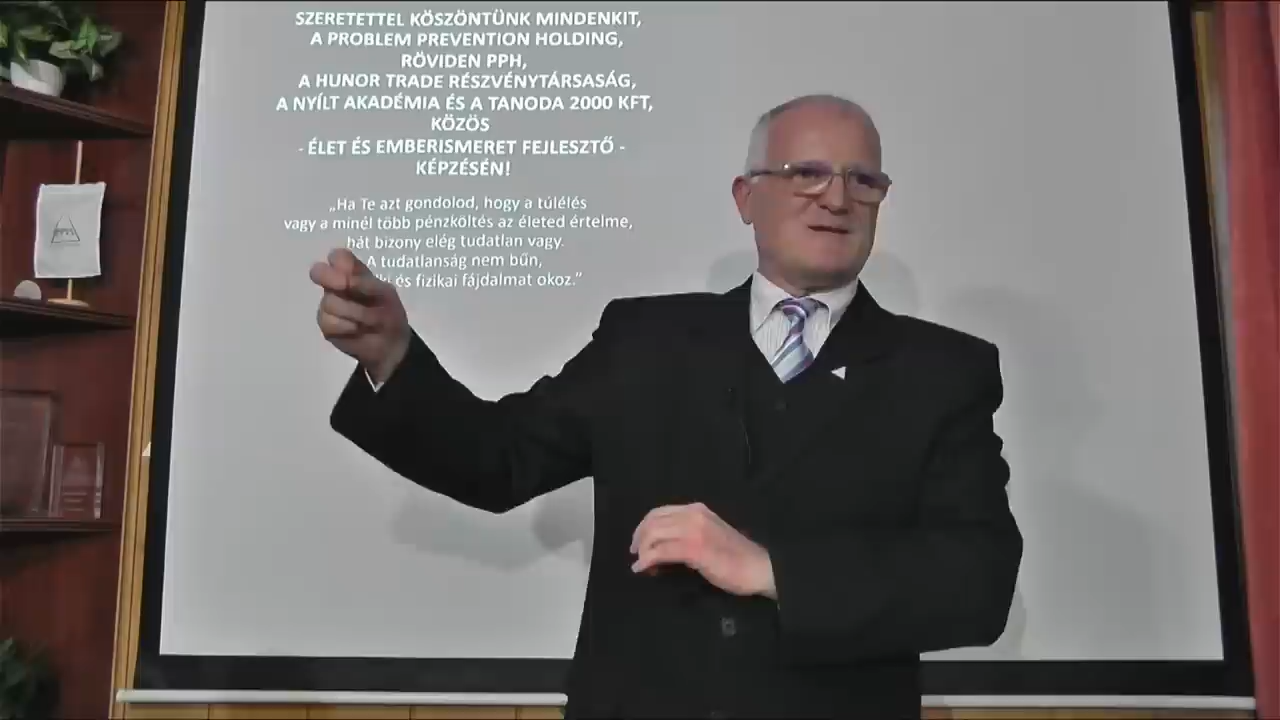 SZERETETTEL KÖSZÖNTÜNK MINDENKIT,
A PROBLEM PREVENTION HOLDING,
RÖVIDEN PPH,
A HUNOR TRADE RÉSZVÉNYTÁRSASÁG,
A NYÍLT AKADÉMIA ÉS A TANODA 2000 KFT,
KÖZÖS
- ÉLET ÉS EMBERISMERET FEJLESZTŐ -
KÉPZÉSÉN!
„Ha Te azt gondolod, hogy a túlélés
vagy a minél több pénzköltés az életed értelme,
hát bizony elég tudatlan vagy.
A tudatlanság nem bűn,
és fizikai fájdalmat okoz.”